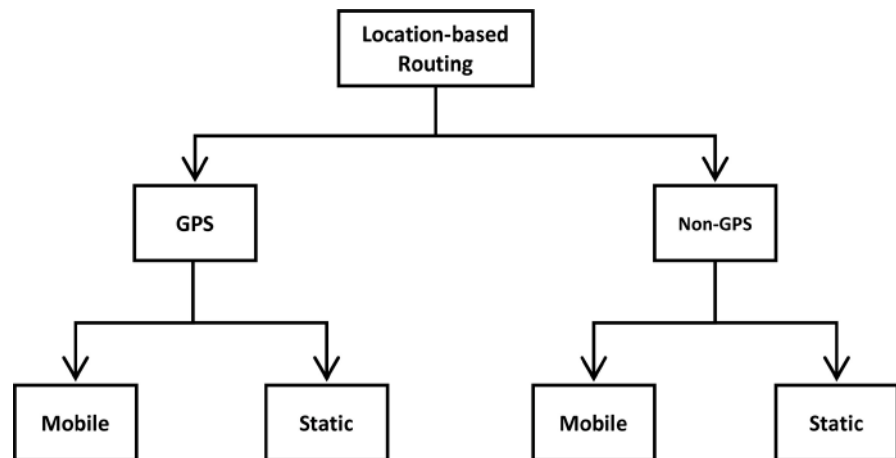 Location-based
Routing
GPS
Non-GPS
Mobile
Static
Mobile
Static